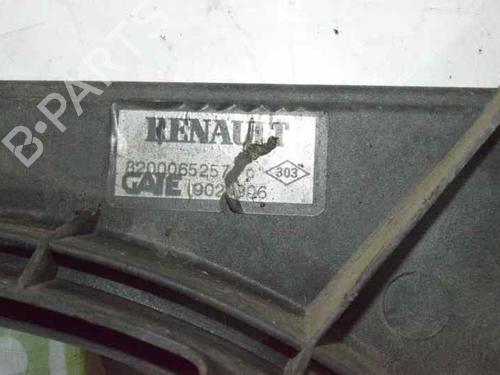 B-PARTS
RENAULT
8200065257
303
GATE